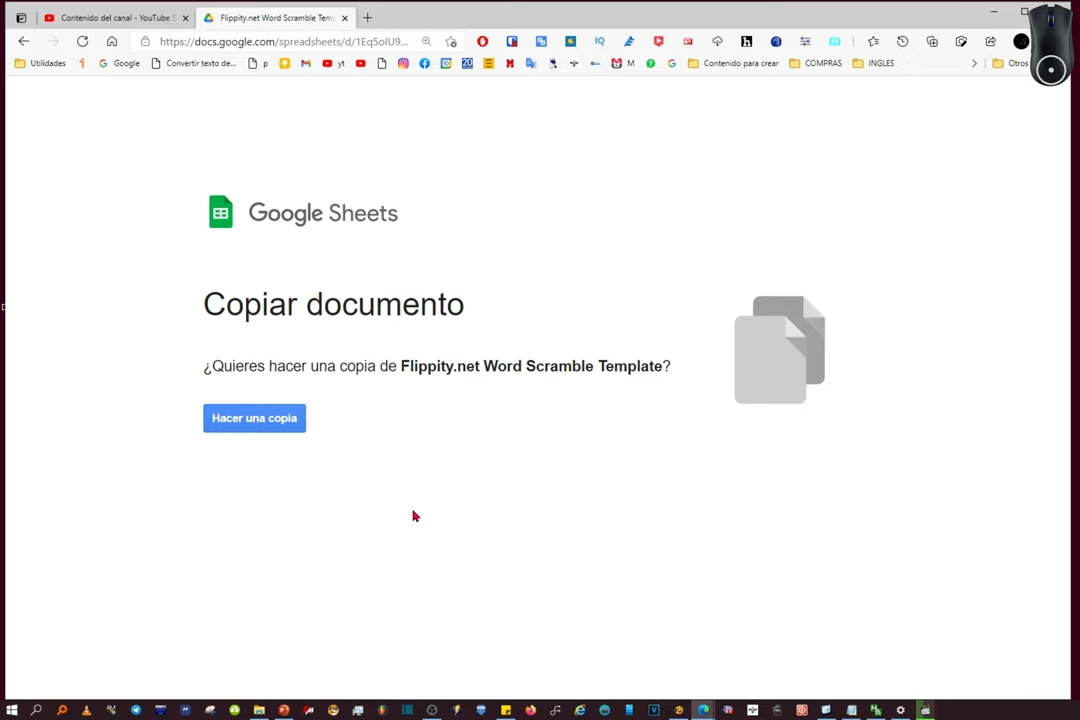 Contenido del canal - YouTube S
Flippity.net Word Scramble Temp
https://docs.google.com/spreadsheets/d/1Eq5oIU9...
Utilidades
Google
Convertir texto de...
p
yt
20
M
Contenido para crear
COMPRAS
INGLES
Otros
Google Sheets
Copiar documento
¿Quieres hacer una copia de Flippity.net Word Scramble Template?
Hacer una copia